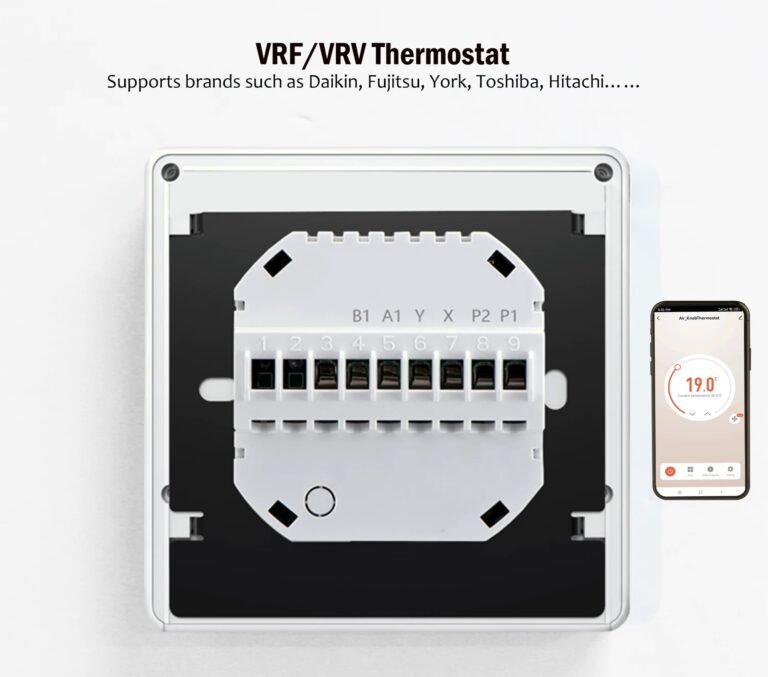 VRF/VRV Thermostat
Supports brands such as Daikin, Fujitsu, York, Toshiba, Hitachi……
B1 A1 Y X P2 P1
1 2 3 4 5 6 7 8 9
Air_KnobThermostat
19.0